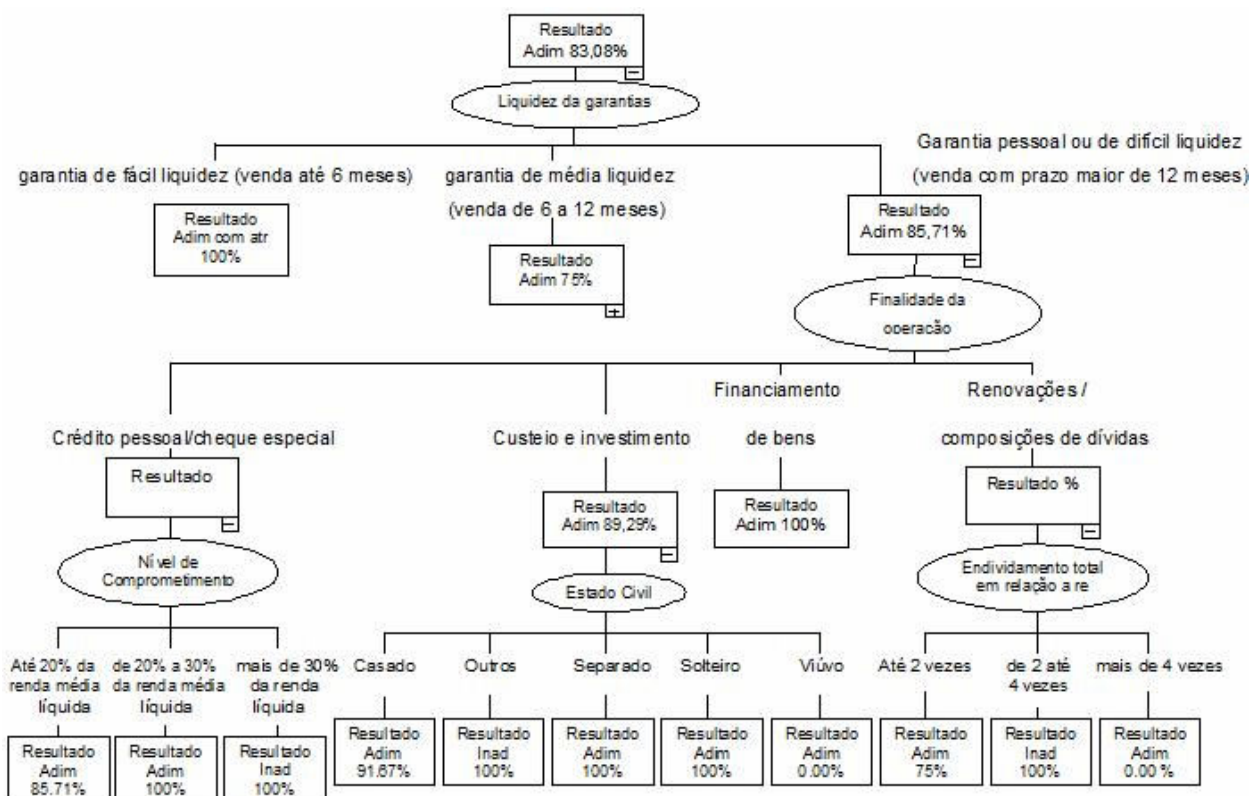 Resultado
Adim 83,08%
Liquidez da garantias
garantia de fácil liquidez (venda até 6 meses)
Resultado
Adim com atr
100%
garantia de média liquidez
(venda de 6 a 12 meses)
Resultado
Adim 75%
Garantia pessoal ou de difícil liquidez
(venda com prazo maior de 12 meses)
Resultado
Adim 85,71%
Finalidade da
operação
Crédito pessoal/cheque especial
Resultado
Nível de
Comprometimento
Custeio e investimento
Resultado
Adim 89,29%
Estado Civil
Financiamento
de bens
Resultado
Adim 100%
Renovações /
composições de dívidas
Resultado %
Endividamento total
em relação a re
Até 20% da
renda média
líquida
Resultado
Adim
85.71%
de 20% a 30%
da renda média
líquida
Resultado
Adim
100%
mais de 30%
da renda
líquida
Resultado
Inad
100%
Casado
Resultado
Adim
91.67%
Outros
Resultado
Inad
100%
Separado
Resultado
Adim
100%
Solteiro
Resultado
Adim
100%
Viúvo
Resultado
Adim
0.00%
Até 2 vezes
Resultado
Adim
75%
de 2 até
4 vezes
Resultado
Inad
100%
mais de 4 vezes
Resultado
Adim
0.00 %